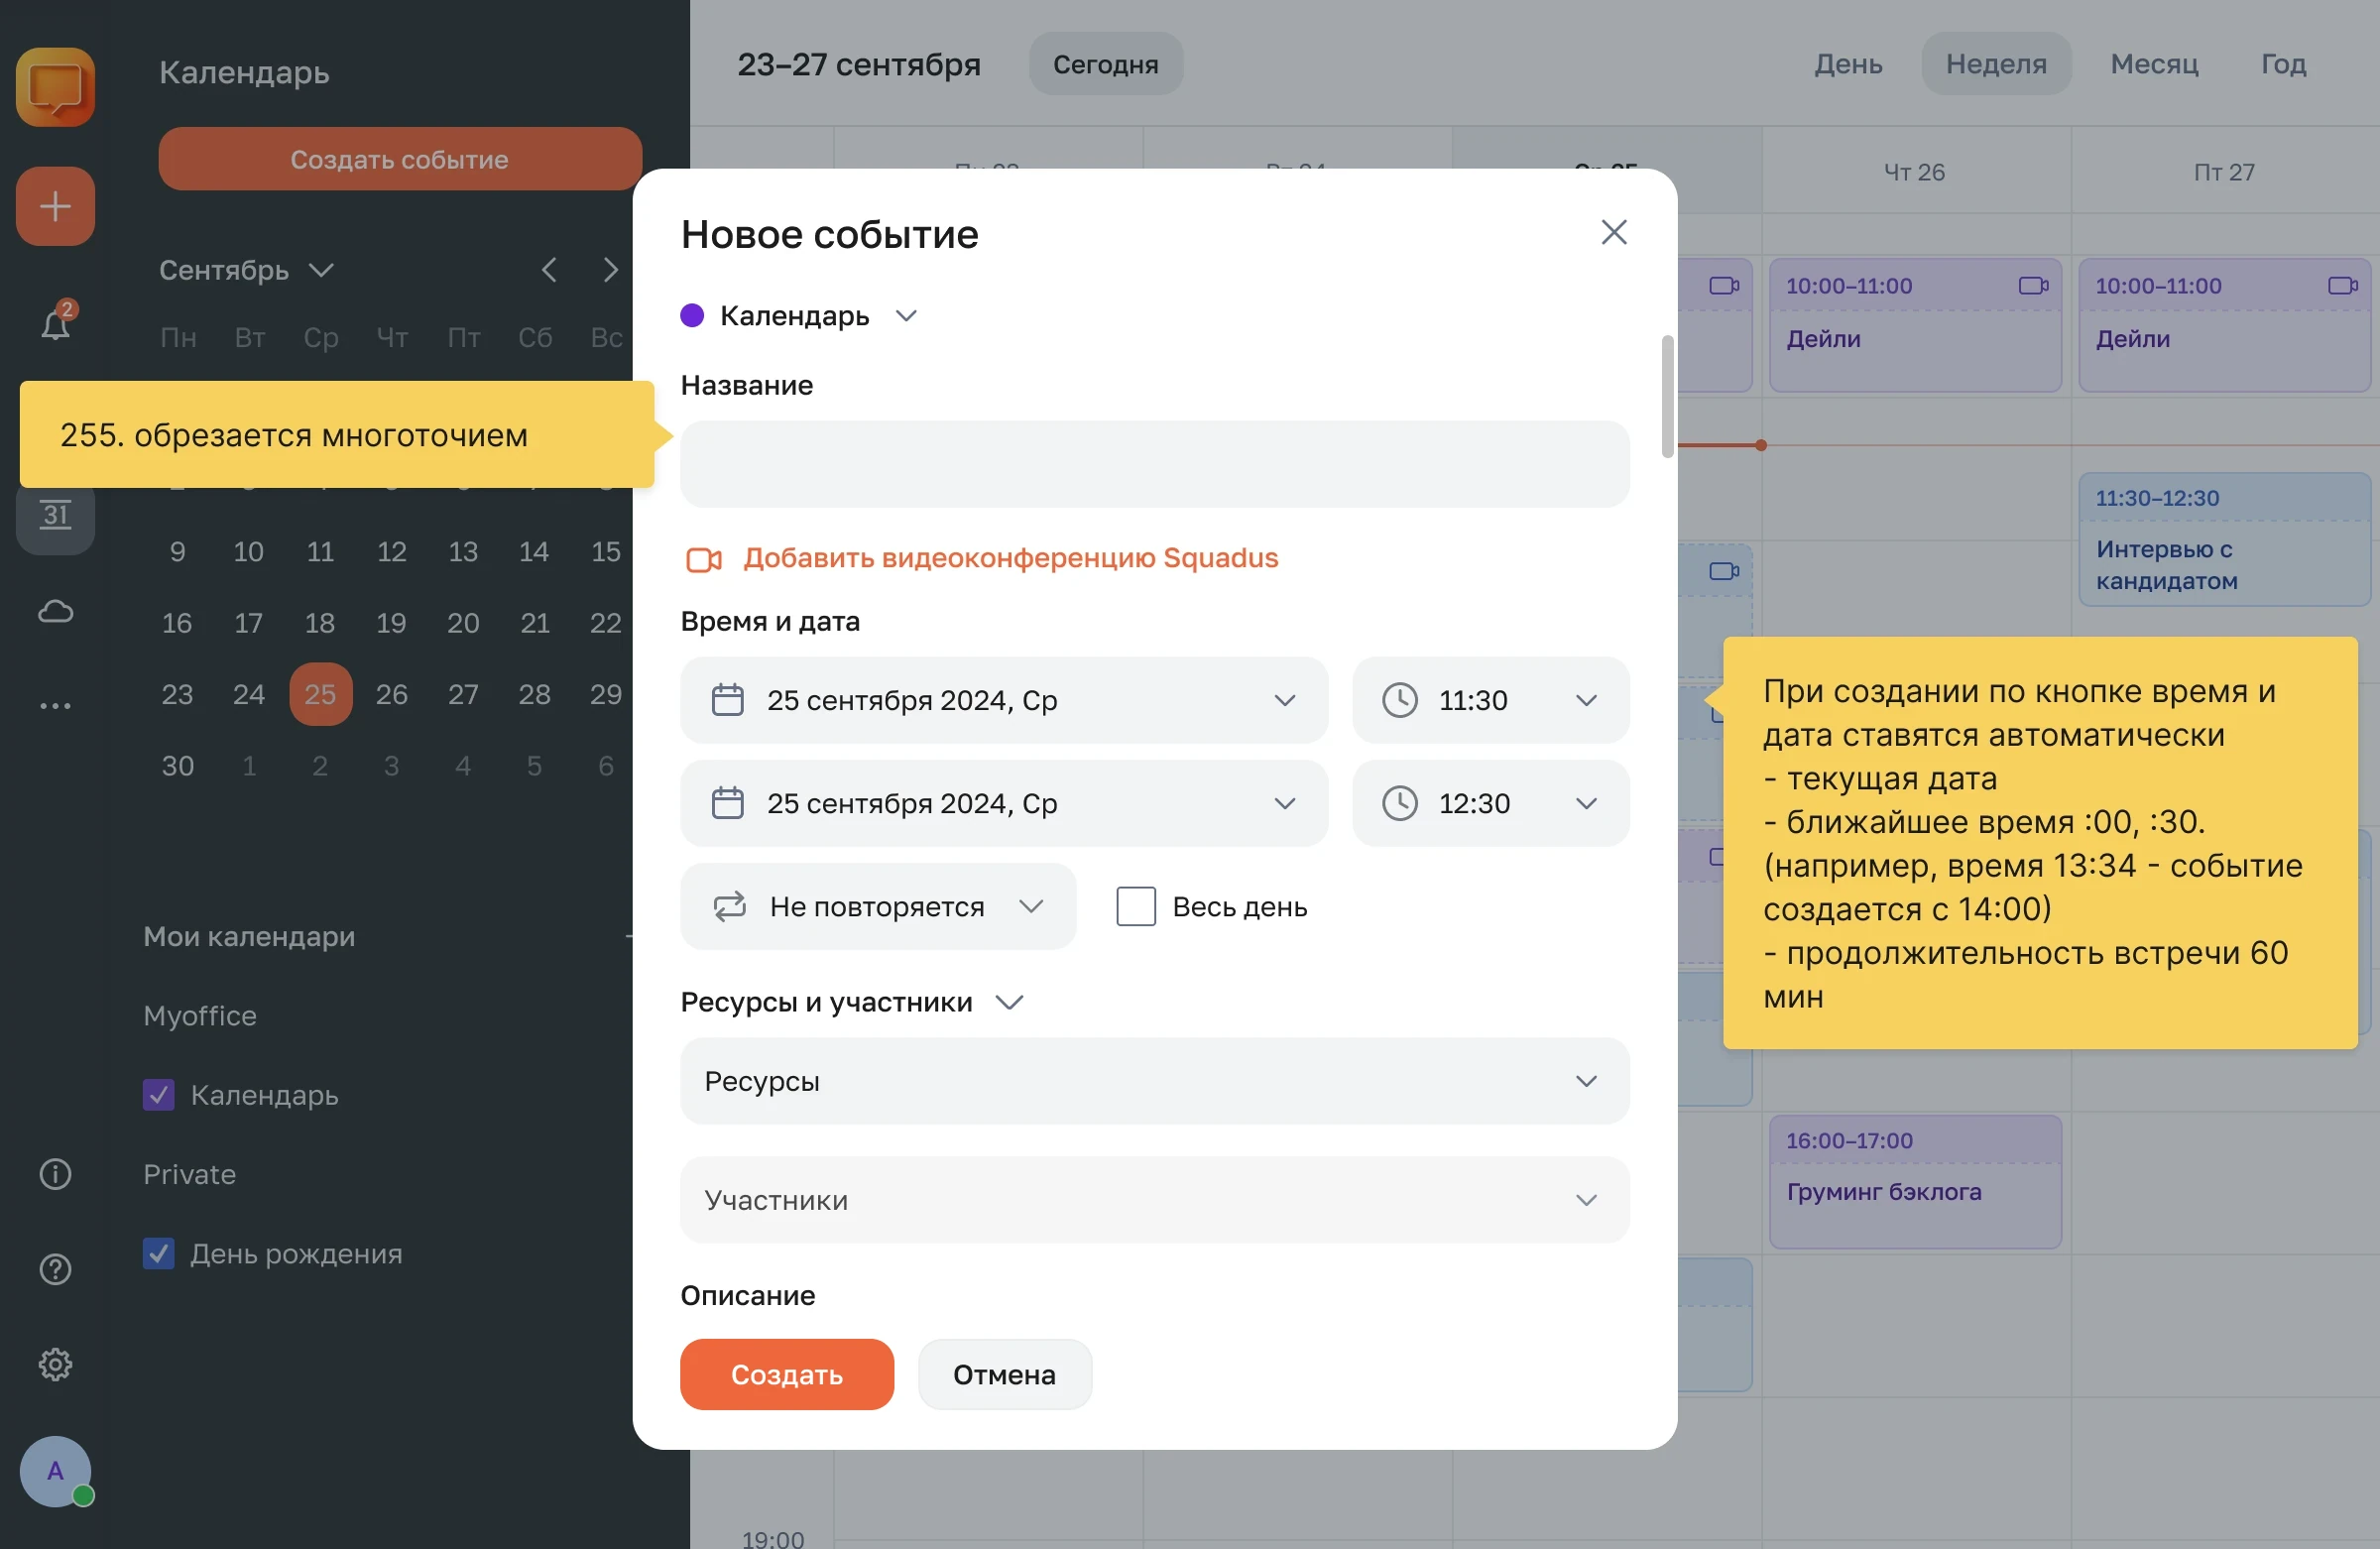 Календарь
Создать событие
2
Сентябрь
Пн Вт Ср Чт Пт Сб Вс
31
9 10 11 12 13 14 15
16 17 18 19 20 21 22
23 24 25 26 27 28 29
30 1 2 3 4 5 6
Мои календари
Myoffice
Календарь
Private
День рождения
A
255. обрезается многоточием
23–27 сентября
Сегодня
День
Неделя
Месяц
Год
Чт 26
Пт 27
Новое событие
Календарь
Название
Добавить видеоконференцию Squadus
Время и дата
25 сентября 2024, Ср
11:30
25 сентября 2024, Ср
12:30
Не повторяется
Весь день
Ресурсы и участники
Ресурсы
Участники
Описание
Создать
Отмена
10:00–11:00
Дейли
10:00–11:00
Дейли
11:30–12:30
Интервью с
кандидатом
При создании по кнопке время и
дата ставятся автоматически
- текущая дата
- ближайшее время :00, :30.
(например, время 13:34 - событие
создается с 14:00)
- продолжительность встречи 60
мин
16:00–17:00
Груминг бэклога
19:00